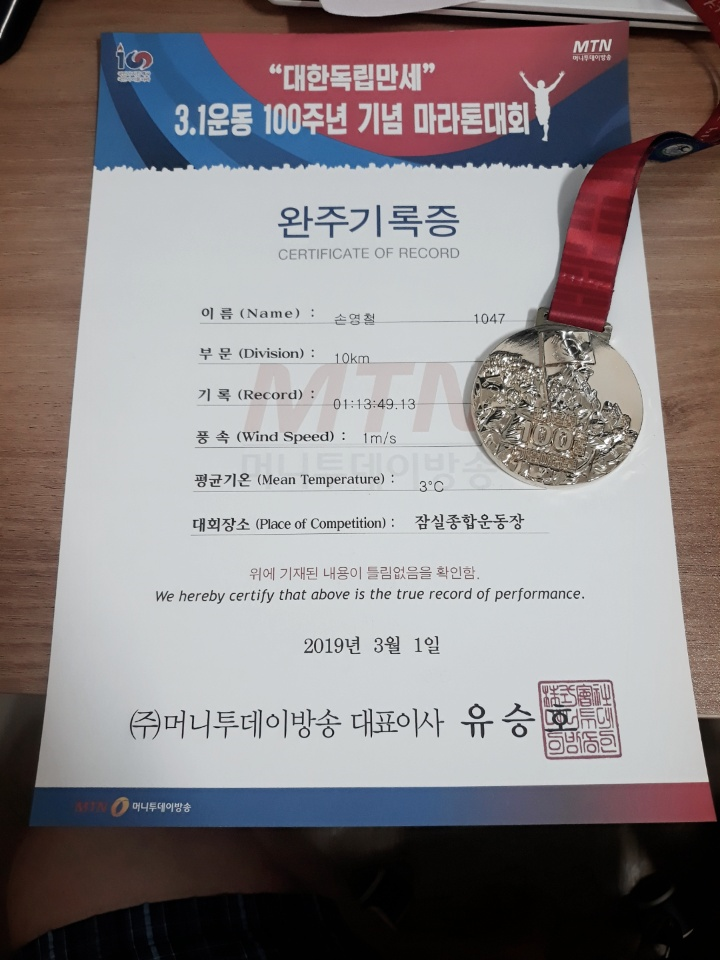 MTN
머니투데이방송
"대한독립만세"
3.1운동 100주년 기념 마라톤대회
완주기록증
CERTIFICATE OF RECORD
이 름 (Name) : 손영철 1047
부 문 (Division) : 10km
기 록 (Record) : 01:13:49.13
풍 속 (Wind Speed) : 1m/s
평균기온 (Mean Temperature) : 3°C
대회장소 (Place of Competition) : 잠실종합운동장
MTN
머니투데이방송
100
위에 기재된 내용이 틀림없음을 확인함.
We hereby certify that above is the true record of performance.
2019년 3월 1일
(주)머니투데이방송 대표이사 유승호
MTN 머니투데이방송